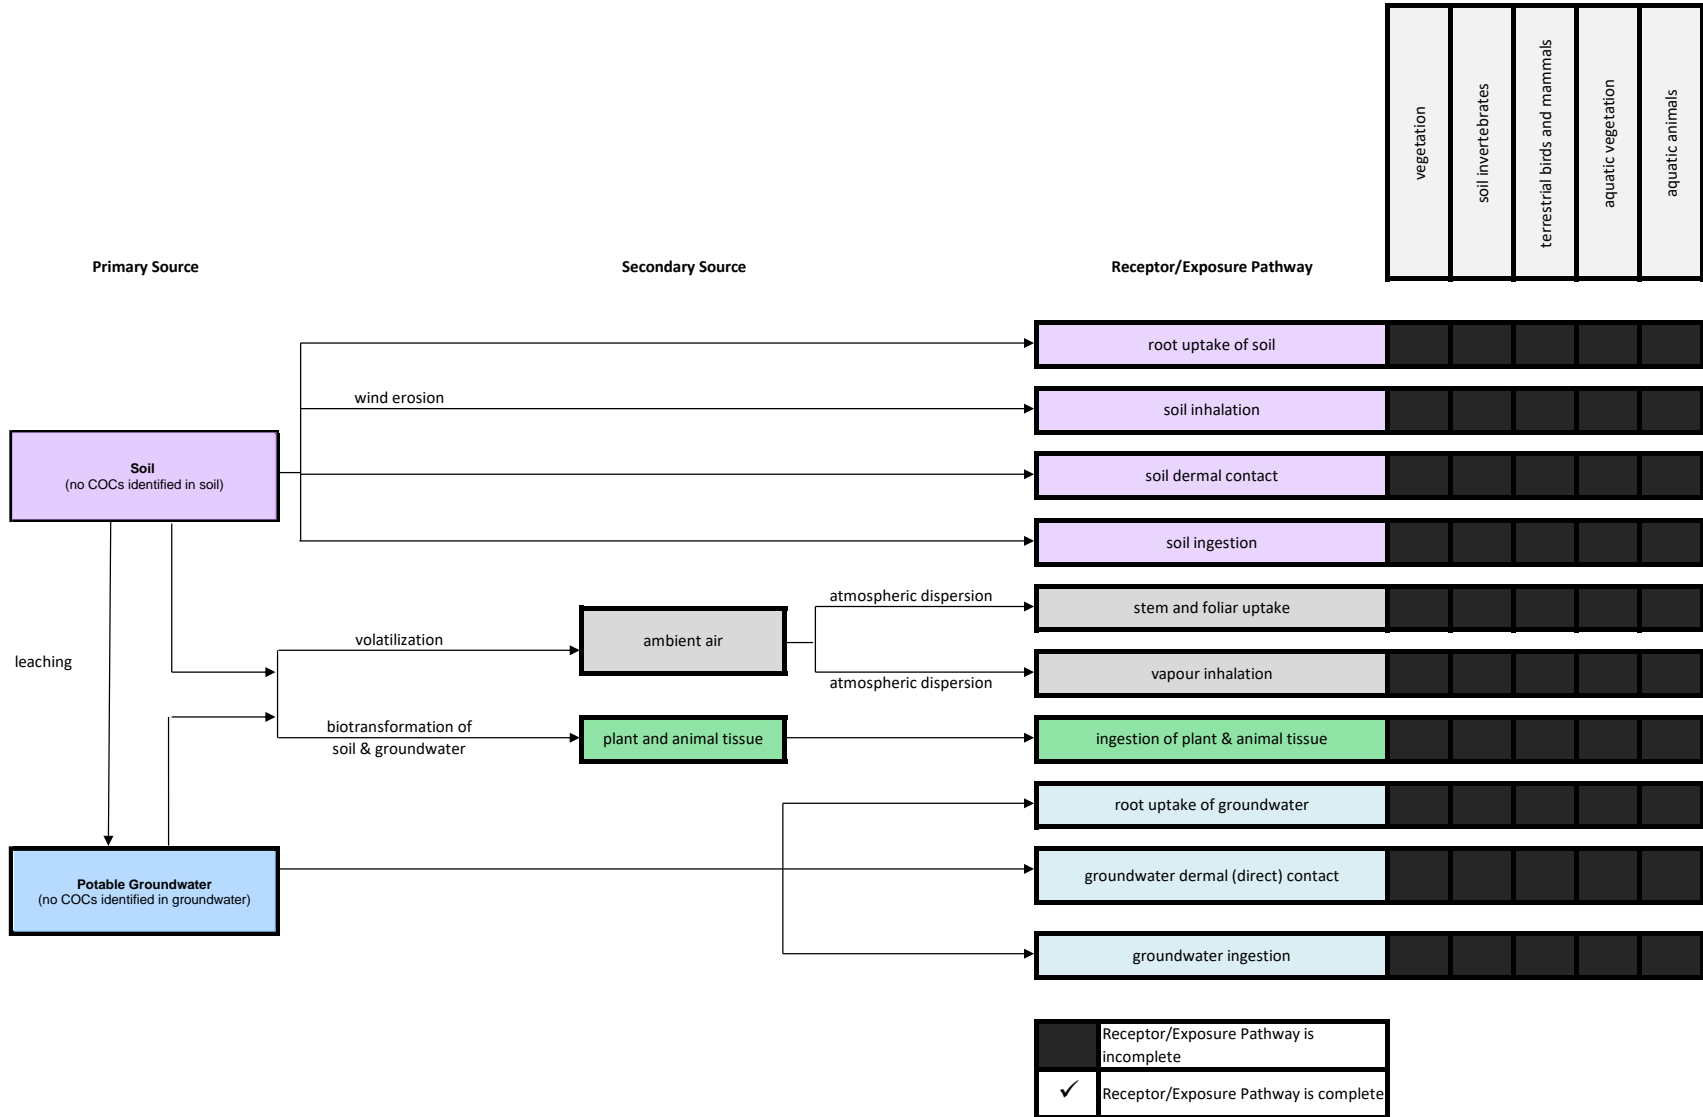 vegetation
soil invertebrates
terrestrial birds and mammals
aquatic vegetation
aquatic animals
Primary Source
Secondary Source
Receptor/Exposure Pathway
root uptake of soil
wind erosion
soil inhalation
Soil
(no COCs identified in soil)
soil dermal contact
soil ingestion
atmospheric dispersion
stem and foliar uptake
volatilization
ambient air
leaching
atmospheric dispersion
vapour inhalation
biotransformation of
soil & groundwater
plant and animal tissue
ingestion of plant & animal tissue
root uptake of groundwater
Potable Groundwater
(no COCs identified in groundwater)
groundwater dermal (direct) contact
groundwater ingestion
Receptor/Exposure Pathway is
incomplete
✓
Receptor/Exposure Pathway is complete